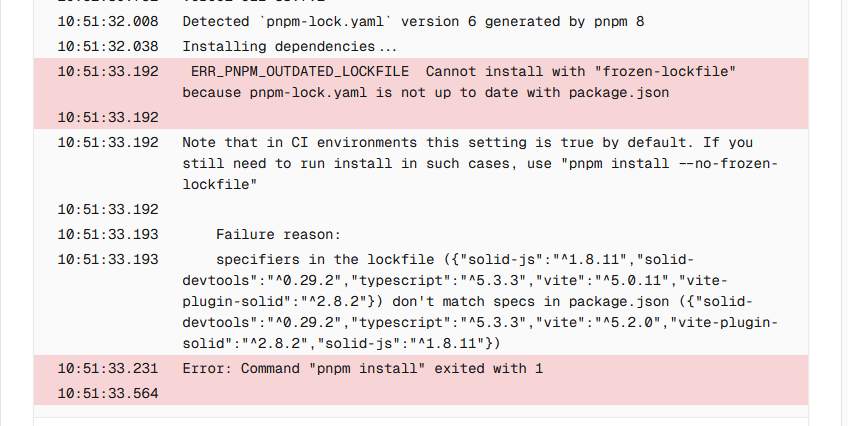 10:51:32.008 Detected `pnpm-lock.yaml` version 6 generated by pnpm 8
10:51:32.038 Installing dependencies...
10:51:33.192 ERR_PNPM_OUTDATED_LOCKFILE  Cannot install with "frozen-lockfile"
because pnpm-lock.yaml is not up to date with package.json
10:51:33.192
10:51:33.192 Note that in CI environments this setting is true by default. If you
still need to run install in such cases, use "pnpm install --no-frozen-
lockfile"
10:51:33.192
10:51:33.193 Failure reason:
10:51:33.193 specifiers in the lockfile ({"solid-js":"^1.8.11","solid-
devtools":"^0.29.2","typescript":"^5.3.3","vite":"^5.0.11","vite-
plugin-solid":"^2.8.2"}) don't match specs in package.json ({"solid-
devtools":"^0.29.2","typescript":"^5.3.3","vite":"^5.2.0","vite-plugin-
solid":"^2.8.2","solid-js":"^1.8.11"})
10:51:33.231 Error: Command "pnpm install" exited with 1
10:51:33.564